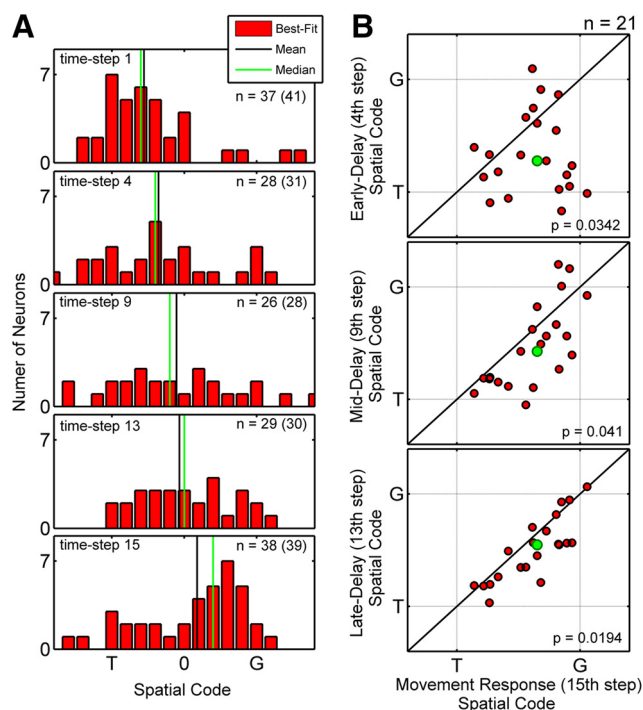 A
Best-Fit
Mean
Median
time-step 1
n = 37 (41)
7
0
time-step 4
n = 28 (31)
7
0
time-step 9
n = 26 (28)
7
0
time-step 13
n = 29 (30)
7
0
time-step 15
n = 38 (39)
7
0
Numer of Neurons
T 0 G
Spatial Code
B
n = 21
Early-Delay (4th step)
Spatial Code
G
T
p = 0.0342
Mid-Delay (9th step)
Spatial Code
G
T
p = 0.041
Late-Delay (13th step)
Spatial Code
G
T
p = 0.0194
T G
Movement Response (15th step)
Spatial Code